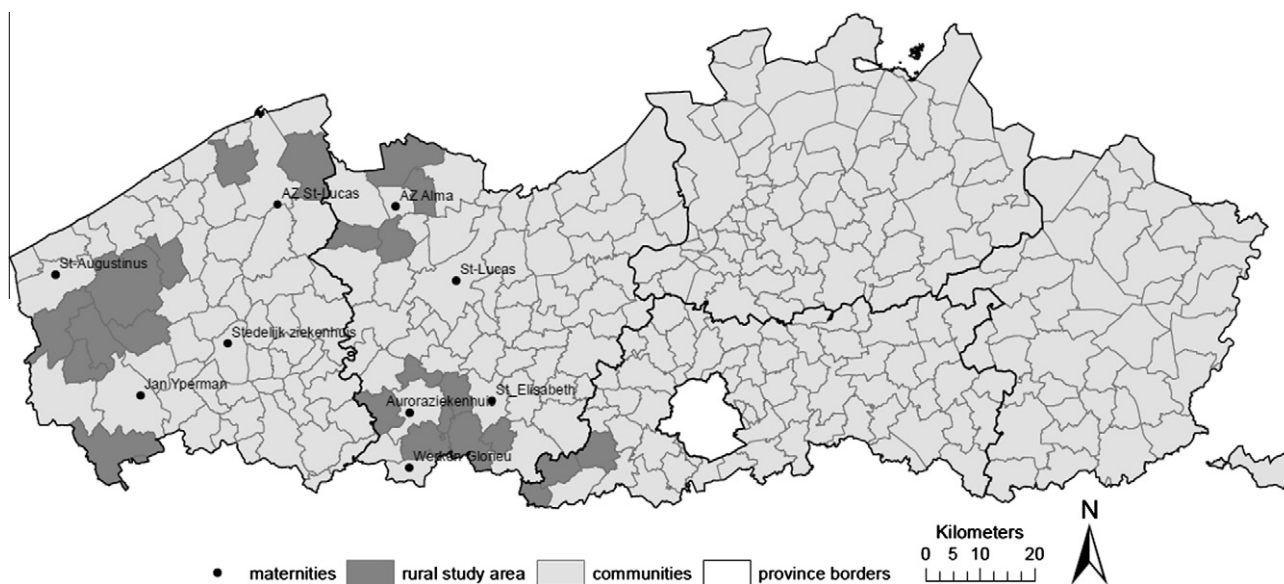 AZ St-Lucas
AZ Alma
St-Augustinus
St-Lucas
Stedelijk ziekenhuis
Jan Yperman
St_Elisabeth
Auroraziekenhuis
Werken Glorieu
N
Kilometers
0 5 10 20
maternities rural study area communities province borders